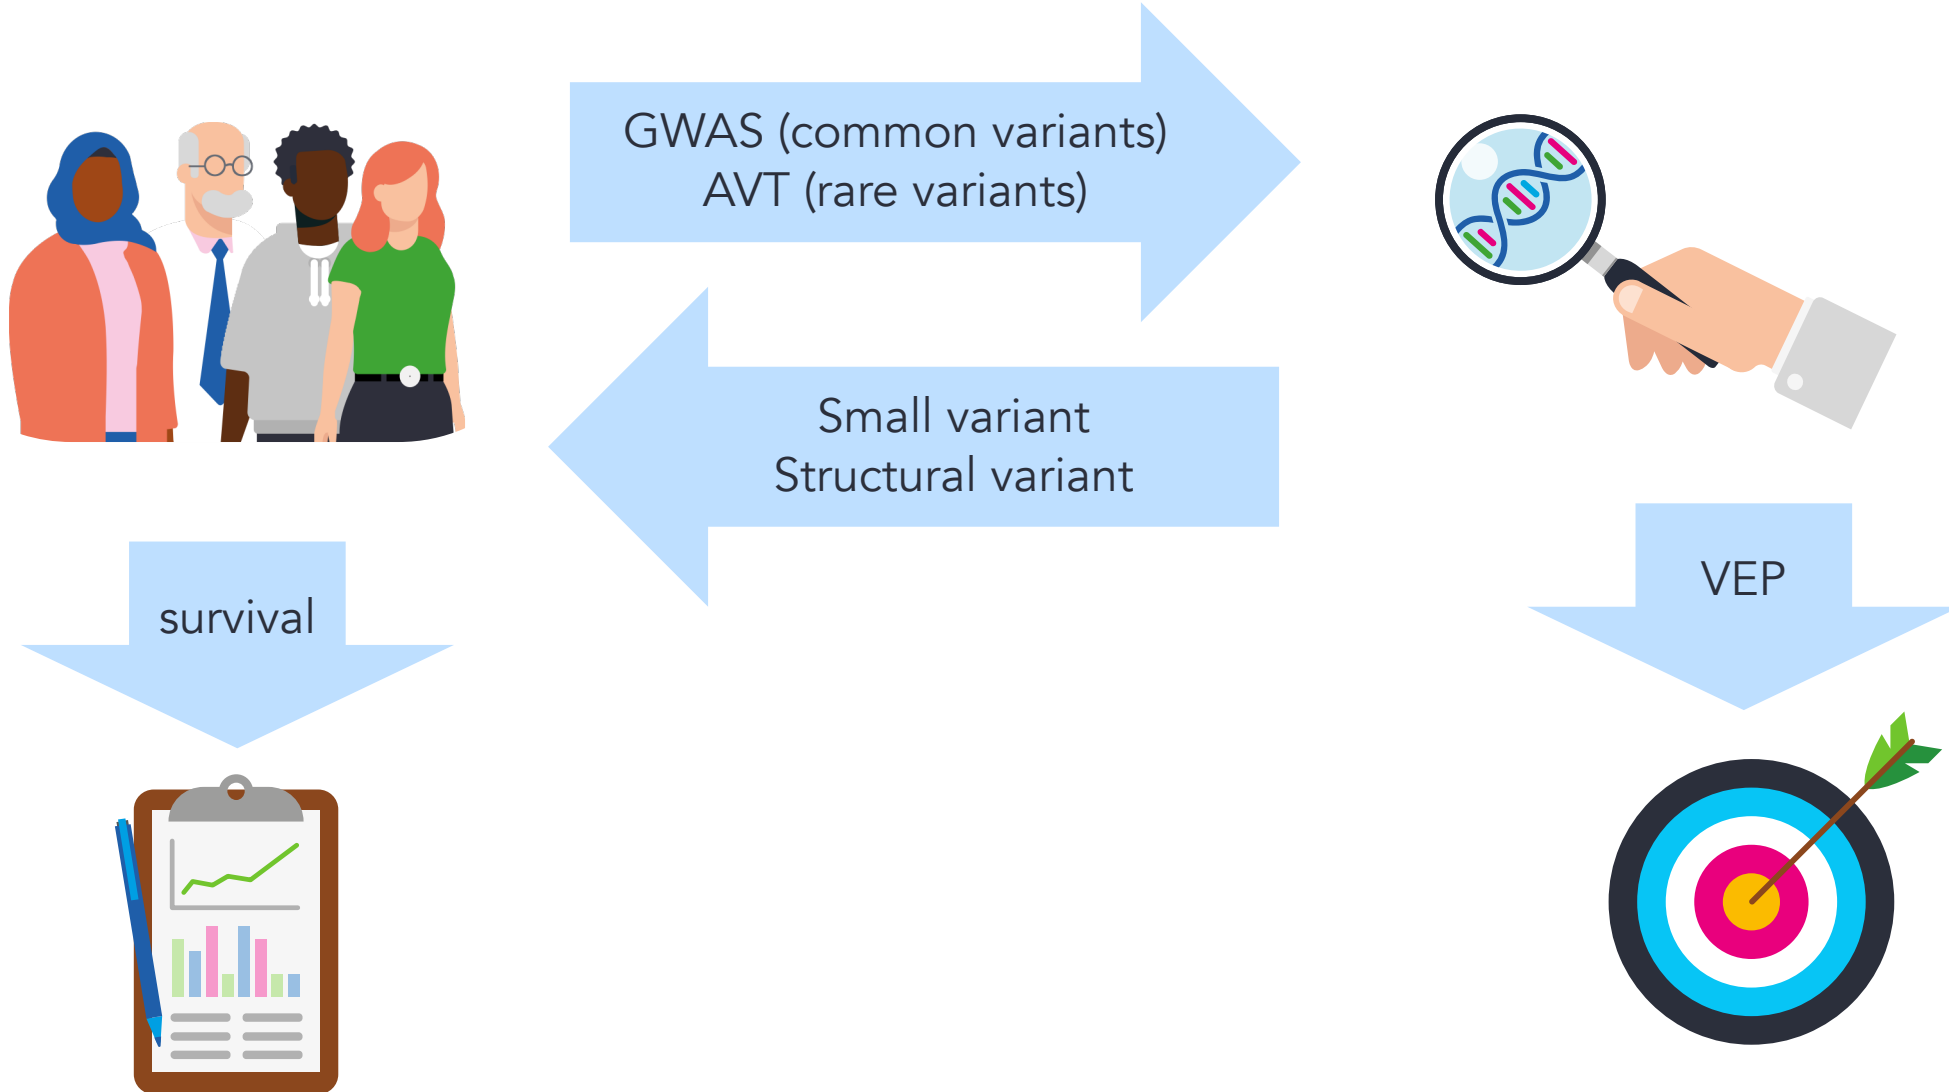 GWAS (common variants)
AVT (rare variants)
Small variant
Structural variant
survival
VEP